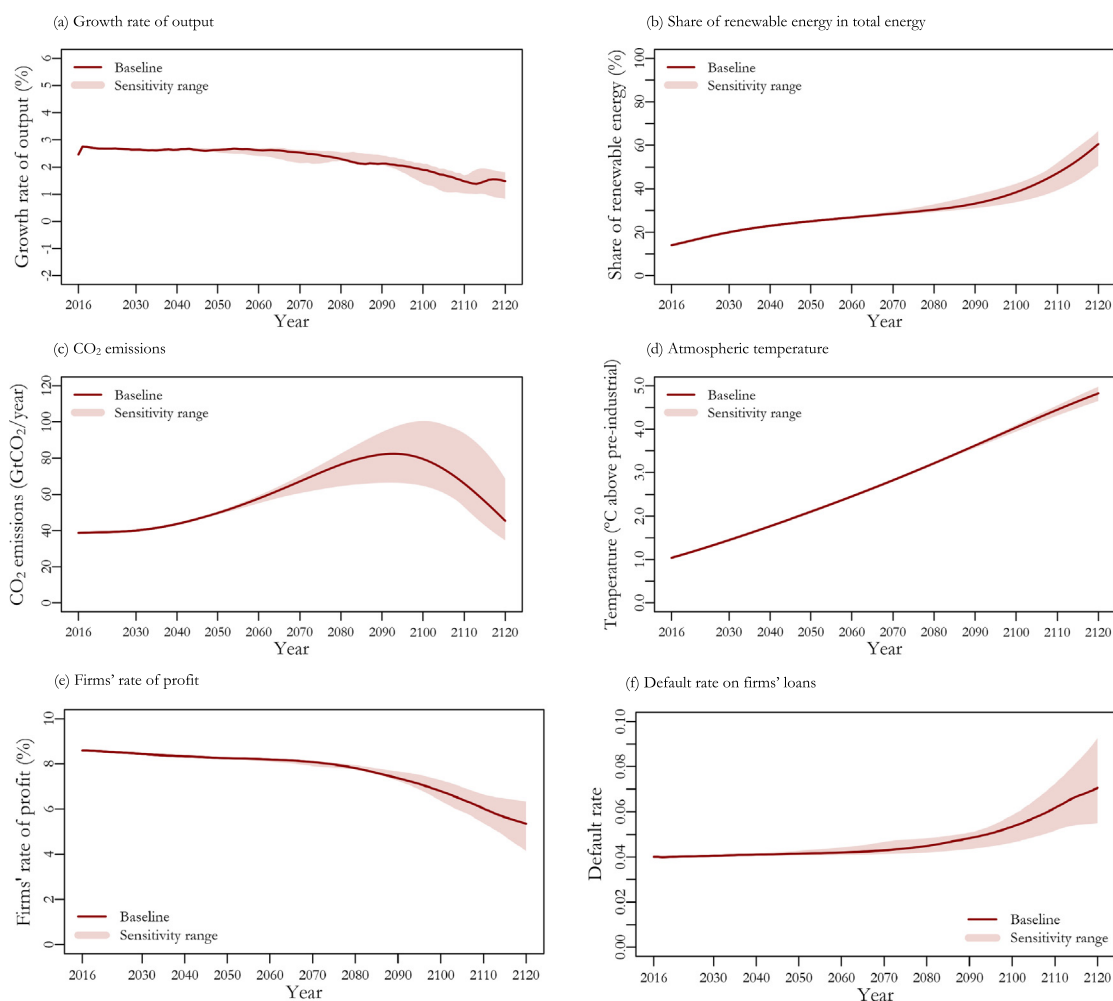 (a) Growth rate of output
Growth rate of output (%)
6
5
4
3
2
1
0
-1
-2
Baseline
Sensitivity range
2016 2030 2040 2050 2060 2070 2080 2090 2100 2110 2120
Year
(b) Share of renewable energy in total energy
Share of renewable energy (%)
100
80
60
40
20
0
Baseline
Sensitivity range
2016 2030 2040 2050 2060 2070 2080 2090 2100 2110 2120
Year
(c) CO₂ emissions
CO₂ emissions (GtCO₂/year)
120
100
80
60
40
20
0
Baseline
Sensitivity range
2016 2030 2040 2050 2060 2070 2080 2090 2100 2110 2120
Year
(d) Atmospheric temperature
Temperature (°C above pre-industrial)
5.0
4.0
3.0
2.0
1.0
0.0
Baseline
Sensitivity range
2016 2030 2040 2050 2060 2070 2080 2090 2100 2110 2120
Year
(e) Firms’ rate of profit
Firms' rate of profit (%)
10
8
6
4
2
0
Baseline
Sensitivity range
2016 2030 2040 2050 2060 2070 2080 2090 2100 2110 2120
Year
(f) Default rate on firms’ loans
Default rate
0.10
0.08
0.06
0.04
0.02
0.00
Baseline
Sensitivity range
2016 2030 2040 2050 2060 2070 2080 2090 2100 2110 2120
Year